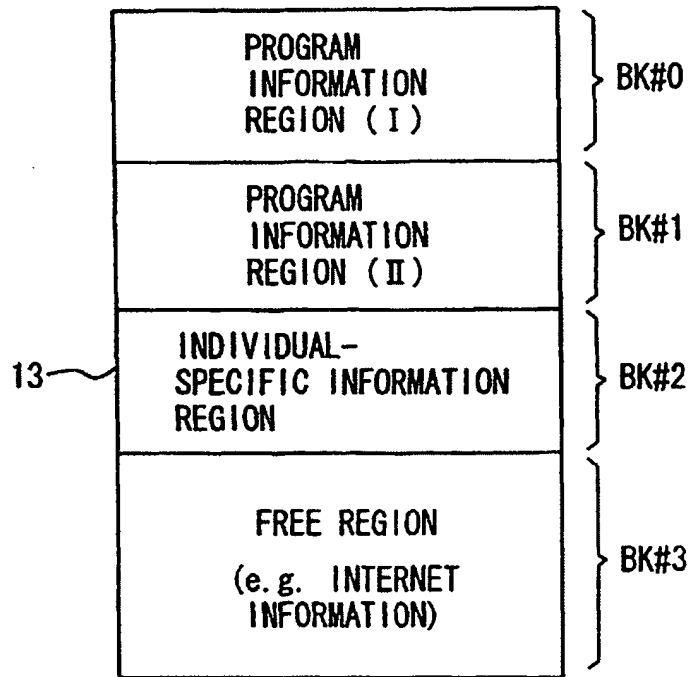 PROGRAM
INFORMATION
REGION (I)
BK#0
PROGRAM
INFORMATION
REGION (II)
BK#1
INDIVIDUAL-
SPECIFIC INFORMATION
REGION
BK#2
13
FREE REGION
(e.g. INTERNET
INFORMATION)
BK#3